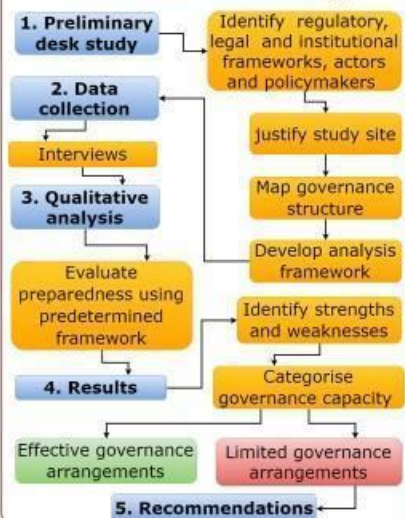 1. Preliminary
desk study
Identify regulatory,
legal and institutional
frameworks, actors
and policymakers
justify study site
Map governance
structure
Develop analysis
framework
2. Data
collection
Interviews
3. Qualitative
analysis
Evaluate
preparedness using
predetermined
framework
4. Results
Identify strengths
and weaknesses
Categorise
governance capacity
Effective governance
arrangements
Limited governance
arrangements
5. Recommendations